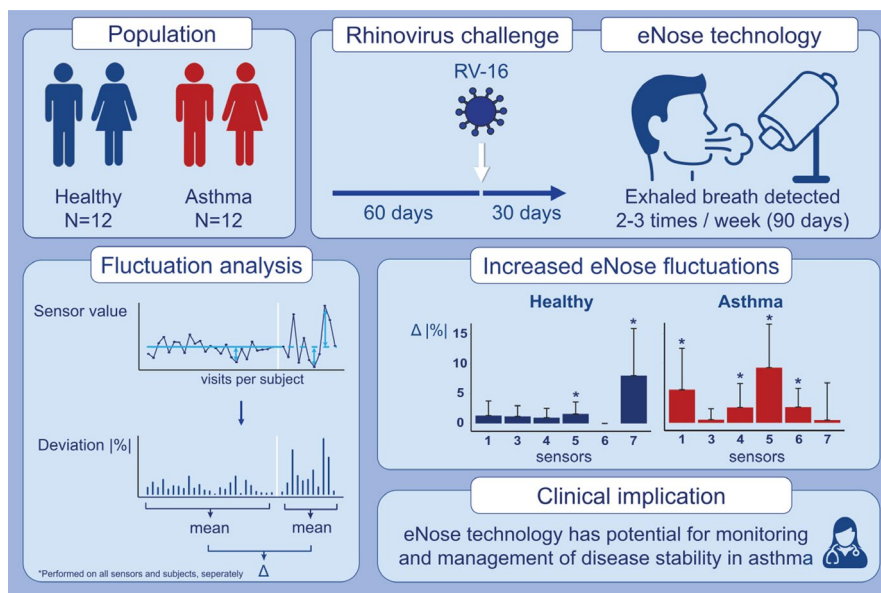 Population
Healthy
N=12
Asthma
N=12
Rhinovirus challenge
RV-16
60 days
30 days
eNose technology
Exhaled breath detected
2-3 times / week (90 days)
Fluctuation analysis
Sensor value
visits per subject
Deviation |%|
mean
mean
Δ
*Performed on all sensors and subjects, seperately
Increased eNose fluctuations
Healthy
Asthma
Δ |%|
15
10
5
0
* *
1 3 4 5 6 7
sensors
* * * *
1 3 4 5 6 7
sensors
Clinical implication
eNose technology has potential for monitoring
and management of disease stability in asthma